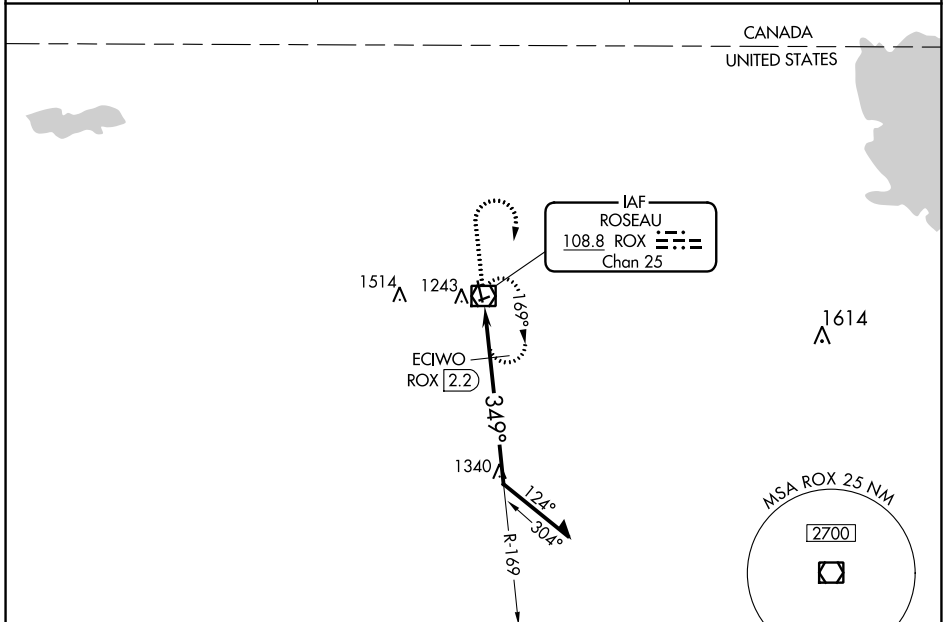 CANADA
UNITED STATES
IAF
ROSEAU
108.8 ROX
Chan 25
1514
1243
169°
1614
ECIWO
ROX 2.2
349°
1340
124°
304°
R-169
MSA ROX 25 NM
2700